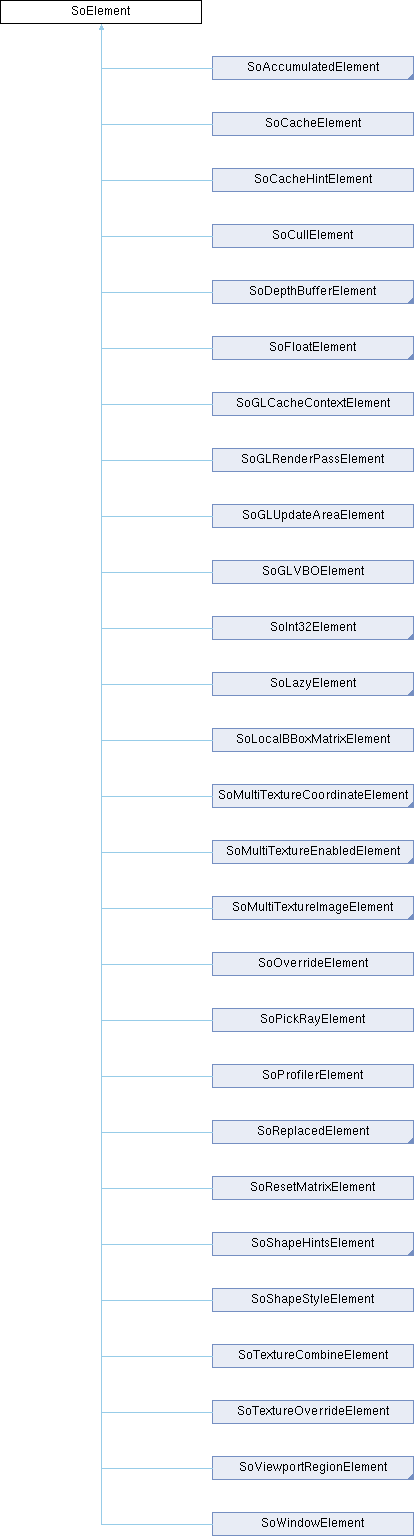 SoElement
SoAccumulatedElement
SoCacheElement
SoCacheHintElement
SoCullElement
SoDepthBufferElement
SoFloatElement
SoGLCacheContextElement
SoGLRenderPassElement
SoGLUpdateAreaElement
SoGLVBOElement
SoInt32Element
SoLazyElement
SoLocalBBoxMatrixElement
SoMultiTextureCoordinateElement
SoMultiTextureEnabledElement
SoMultiTextureImageElement
SoOverrideElement
SoPickRayElement
SoProfilerElement
SoReplacedElement
SoResetMatrixElement
SoShapeHintsElement
SoShapeStyleElement
SoTextureCombineElement
SoTextureOverrideElement
SoViewportRegionElement
SoWindowElement